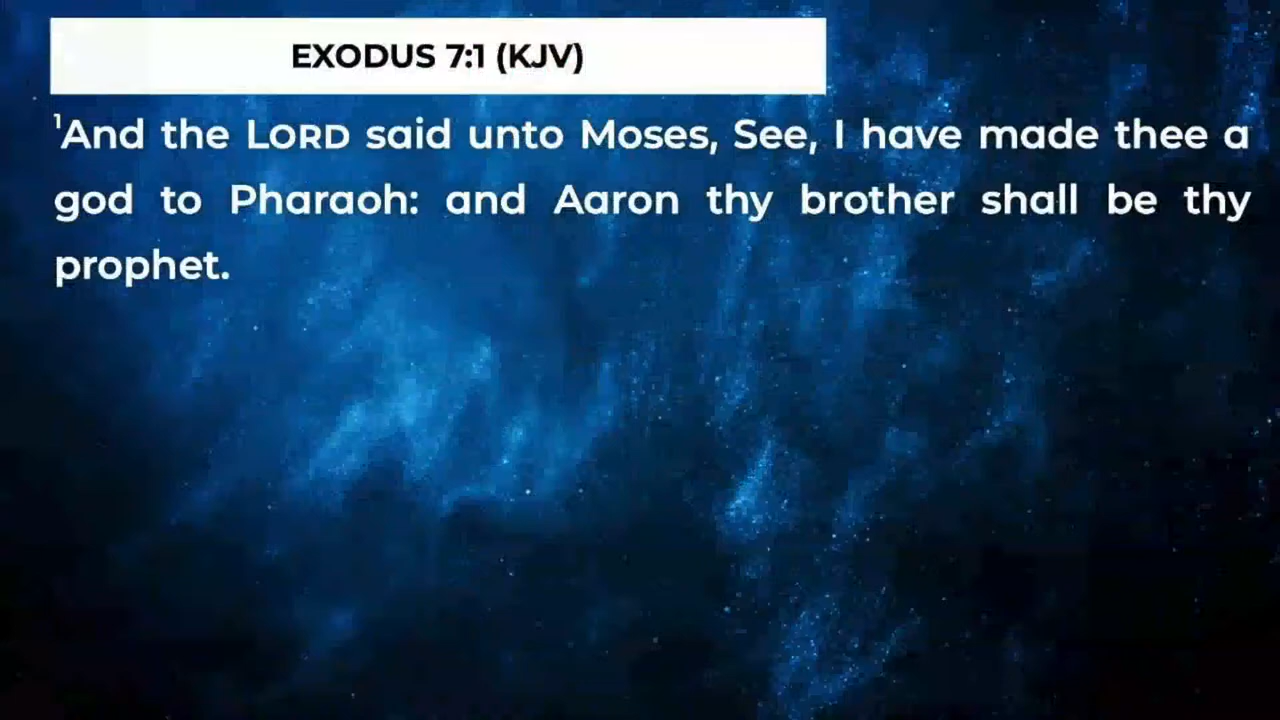 EXODUS 7:1 (KJV)
¹And the LORD said unto Moses, See, I have made thee a
god to Pharaoh: and Aaron thy brother shall be thy
prophet.